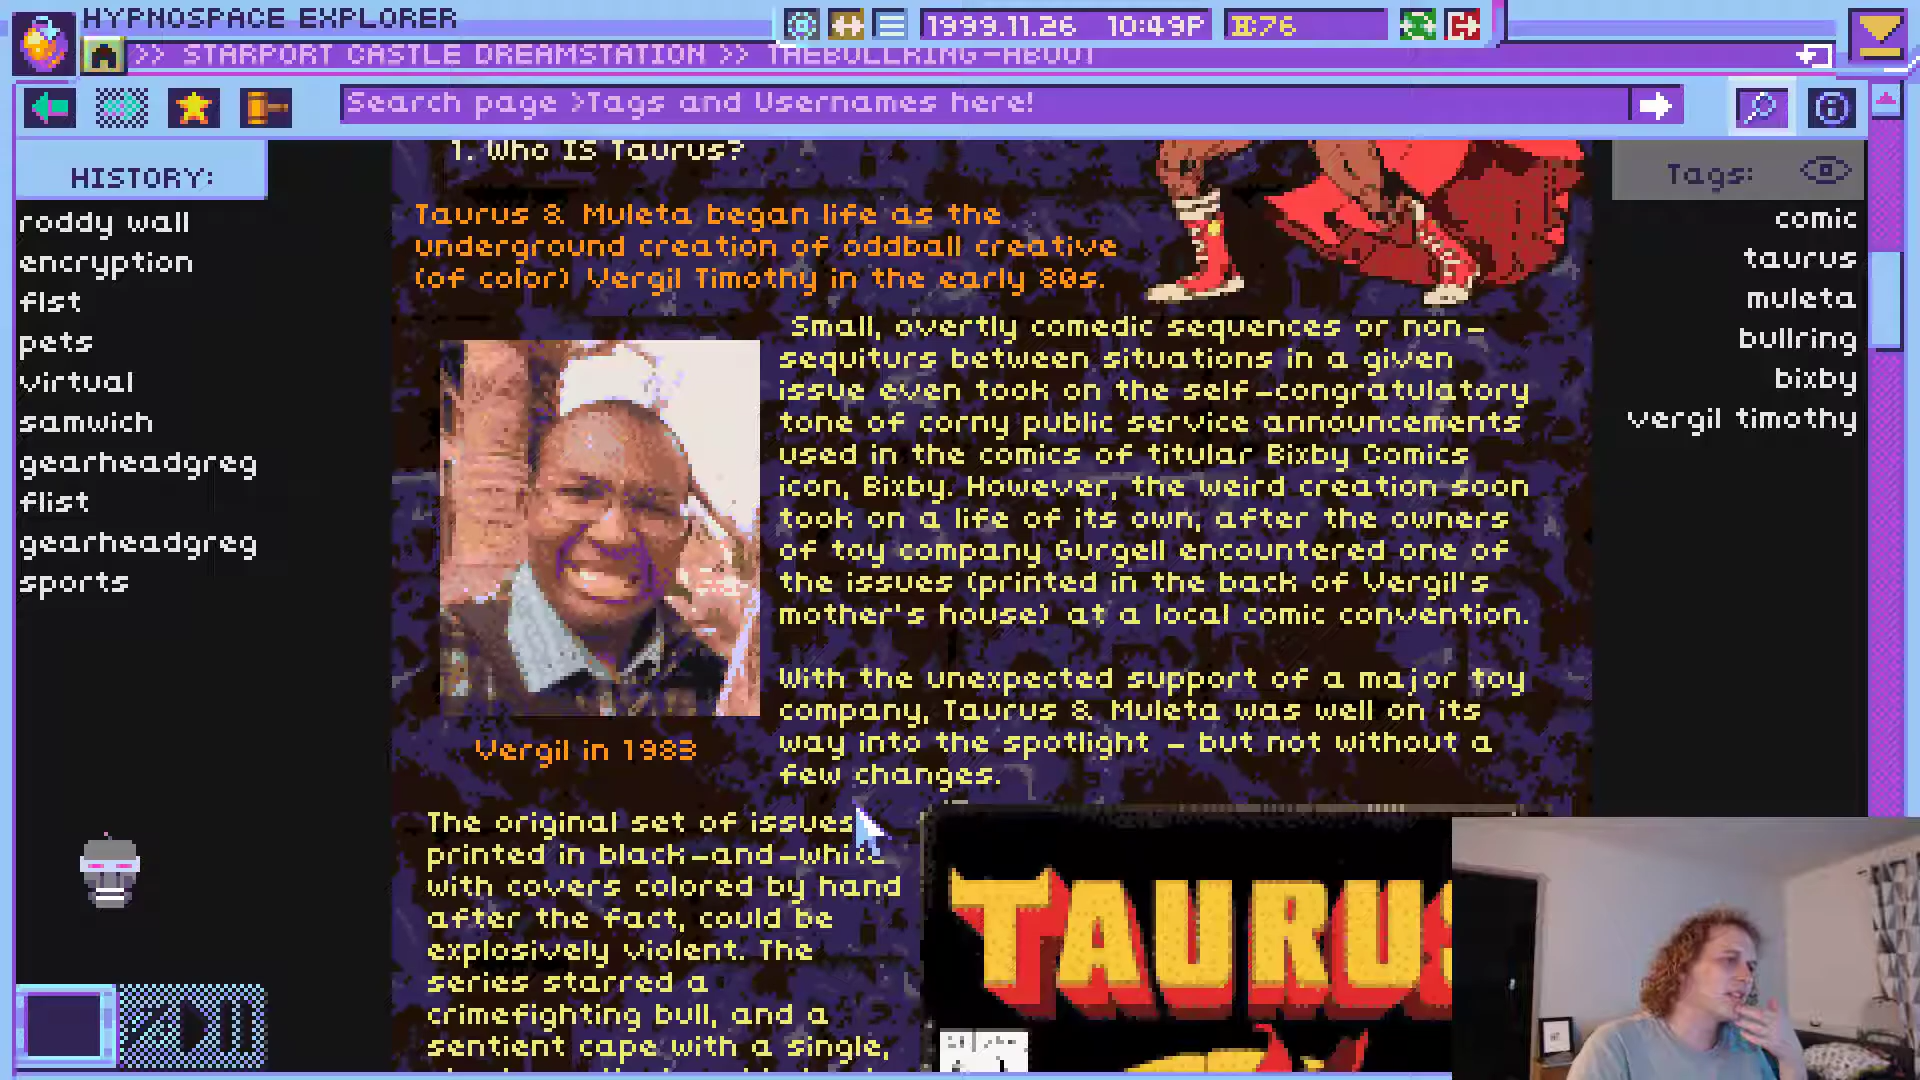 HYPNOSPACE EXPLORER
1999.11.26 10:49P
76
>> STARPORT CASTLE DREAMSTATION >> THEBULLRING-ABOUT
Search page >Tags and Usernames here!
HISTORY:
roddy wall
encryption
flst
pets
virtual
samwich
gearheadgreg
flist
gearheadgreg
sports
1. Who IS Taurus?
Taurus & Muleta began life as the
underground creation of oddball creative
(of color) Vergil Timothy in the early 80s.
Small, overtly comedic sequences or non-
sequiturs between situations in a given
issue even took on the self-congratulatory
tone of corny public service announcements
used in the comics of titular Bixby Comics
icon, Bixby. However, the weird creation soon
took on a life of its own, after the owners
of toy company Gurgell encountered one of
the issues (printed in the back of Vergil's
mother's house) at a local comic convention.
With the unexpected support of a major toy
company, Taurus & Muleta was well on its
way into the spotlight - but not without a
few changes.
Vergil in 1983
The original set of issues
printed in black-and-white
with covers colored by hand
after the fact, could be
explosively violent. The
series starred a
crimefighting bull, and a
sentient cape with a single,
TAURUS
Tags:
comic
taurus
muleta
bullring
bixby
vergil timothy